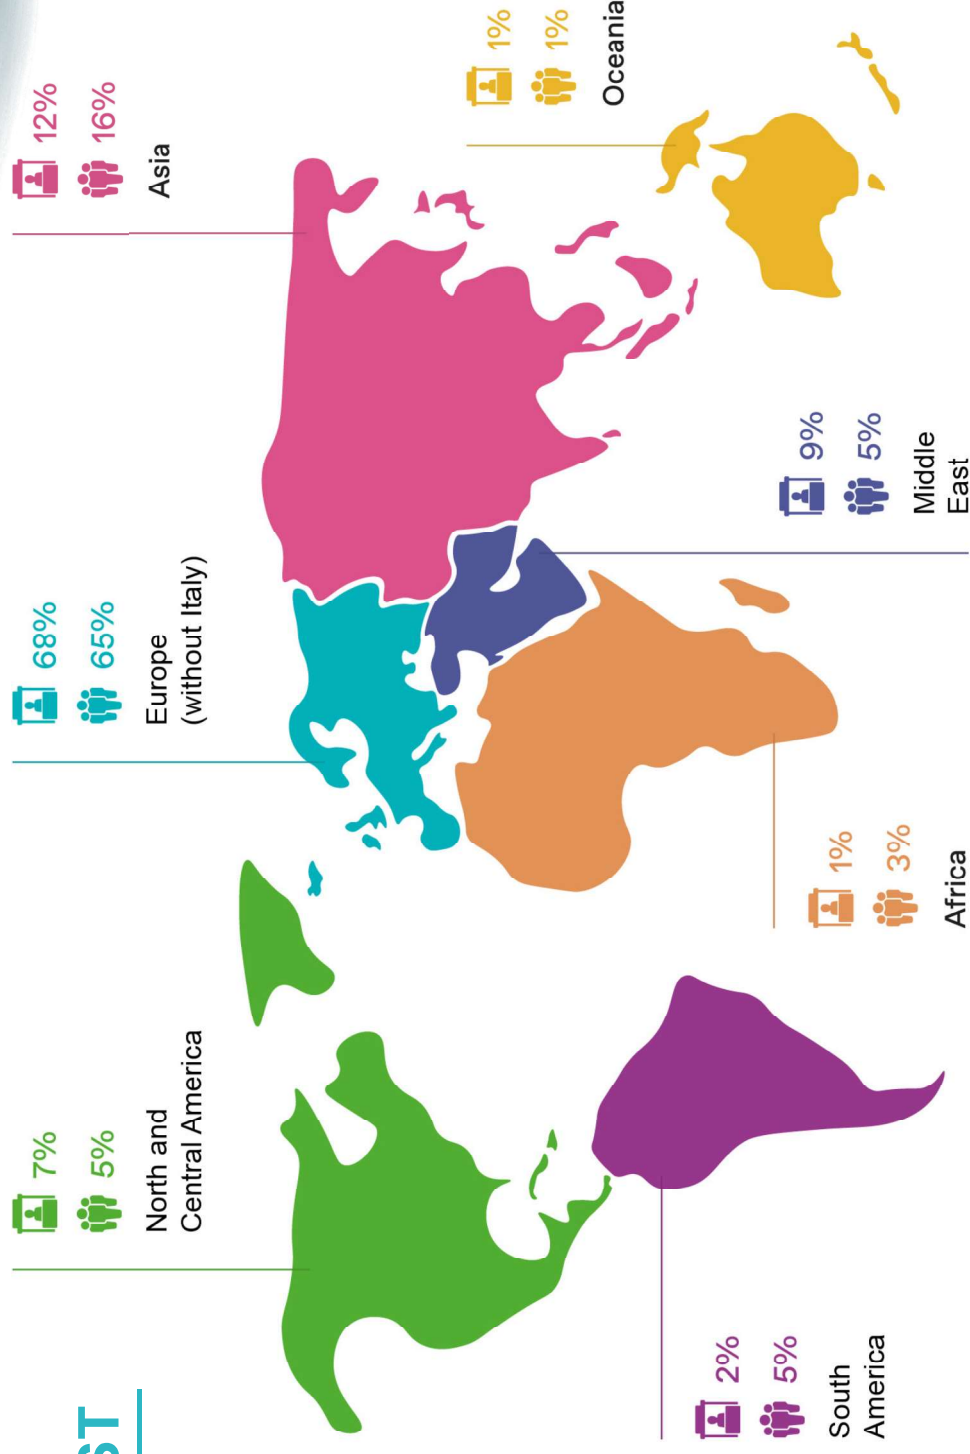 ST
7%
5%
North and
Central America
68%
65%
Europe
(without Italy)
12%
16%
Asia
1%
1%
Oceania
2%
5%
South
America
1%
3%
Africa
9%
5%
Middle
East